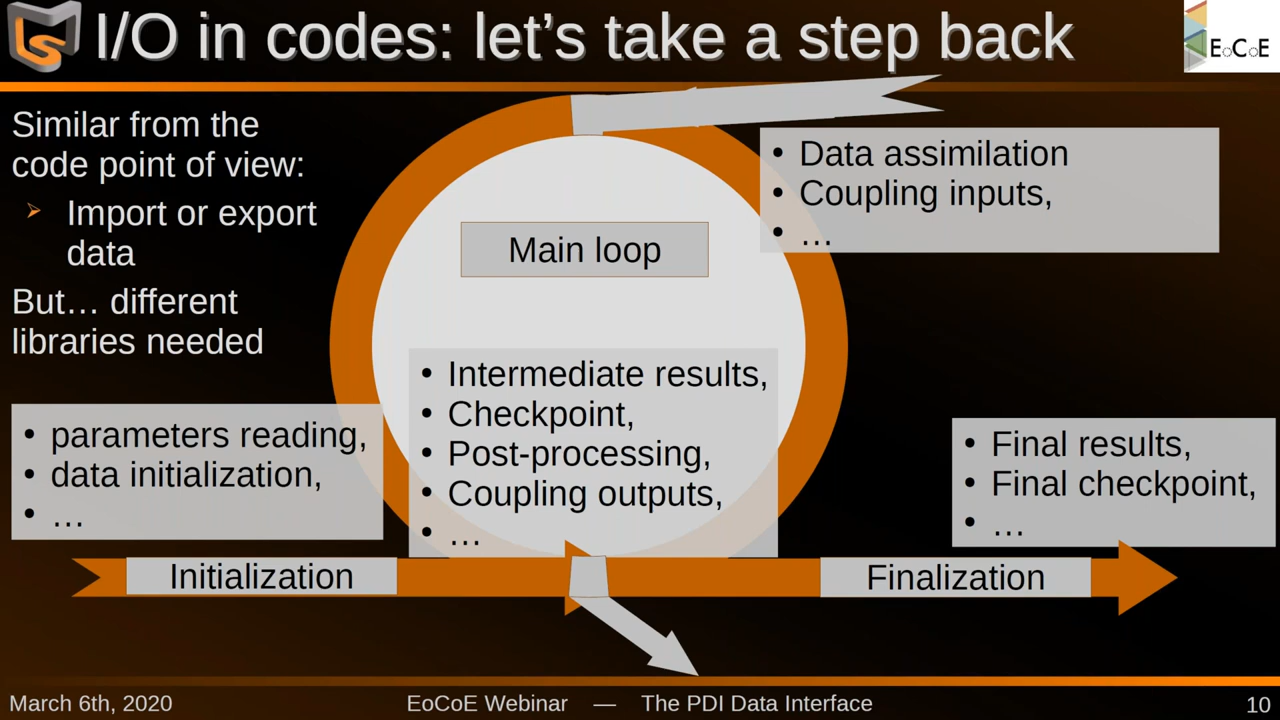 I/O in codes: let’s take a step back
EoCoE
Similar from the
code point of view:
➢ Import or export
data
But… different
libraries needed
• Data assimilation
• Coupling inputs,
• …
Main loop
• Intermediate results,
• Checkpoint,
• Post-processing,
• Coupling outputs,
• …
• parameters reading,
• data initialization,
• …
• Final results,
• Final checkpoint,
• …
Initialization
Finalization
March 6th, 2020
EoCoE Webinar — The PDI Data Interface
10